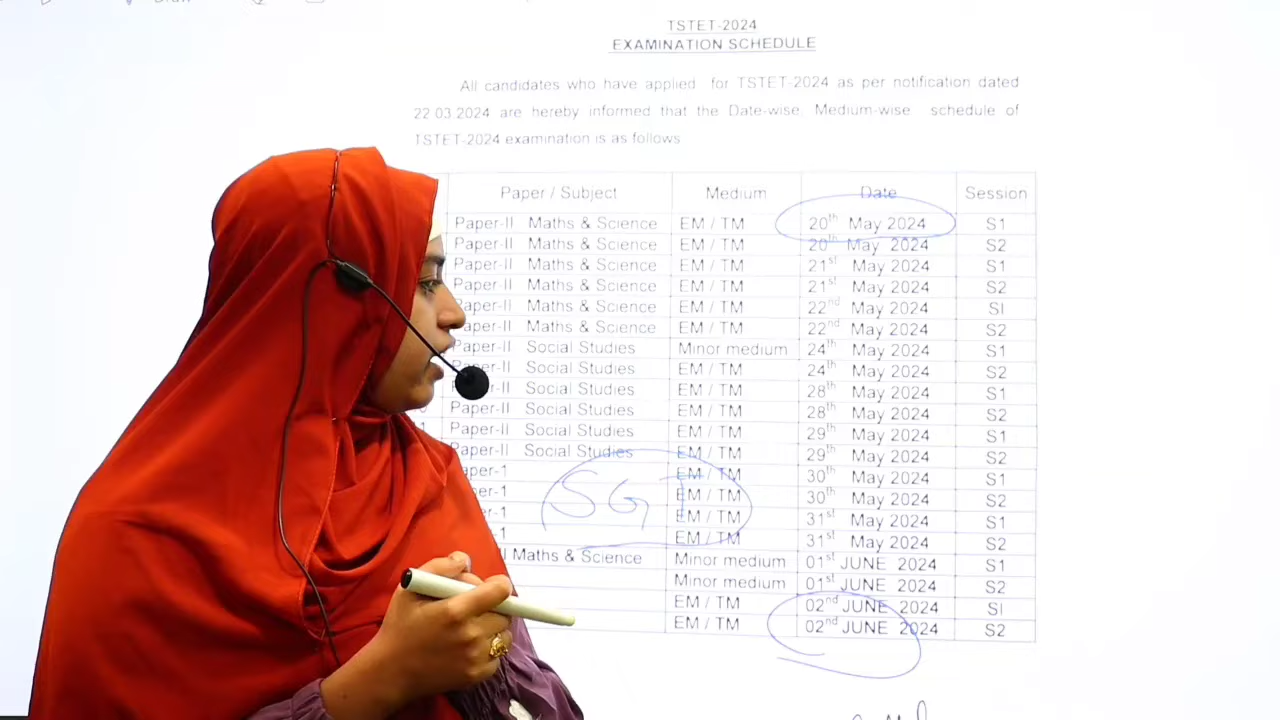 TSTET-2024
EXAMINATION SCHEDULE
All candidates who have applied for TSTET-2024 as per notification dated
22 03 2024 are hereby informed that the Date-wise, Medium-wise schedule of
TSTET-2024 examination is as follows
Paper / Subject Medium Date Session
Paper-II Maths & Science EM / TM 20th May 2024 S1
Paper-II Maths & Science EM / TM 20th May 2024 S2
Paper-II Maths & Science EM / TM 21st May 2024 S1
Paper-II Maths & Science EM / TM 21st May 2024 S2
Paper-II Maths & Science EM / TM 22nd May 2024 SI
Paper-II Maths & Science EM / TM 22nd May 2024 S2
Paper-II Social Studies Minor medium 24th May 2024 S1
Paper-II Social Studies EM / TM 24th May 2024 S2
Social Studies EM / TM 28th May 2024 S1
Paper-II Social Studies EM / TM 28th May 2024 S2
Paper-II Social Studies EM / TM 29th May 2024 S1
Paper-II Social Studies EM / TM 29th May 2024 S2
aper-1 EM / TM 30th May 2024 S1
EM / TM 30th May 2024 S2
SGT
EM / TM 31st May 2024 S1
EM / TM 31st May 2024 S2
Maths & Science Minor medium 01st JUNE 2024 S1
Minor medium 01st JUNE 2024 S2
EM / TM 02nd JUNE 2024 SI
EM / TM 02nd JUNE 2024 S2